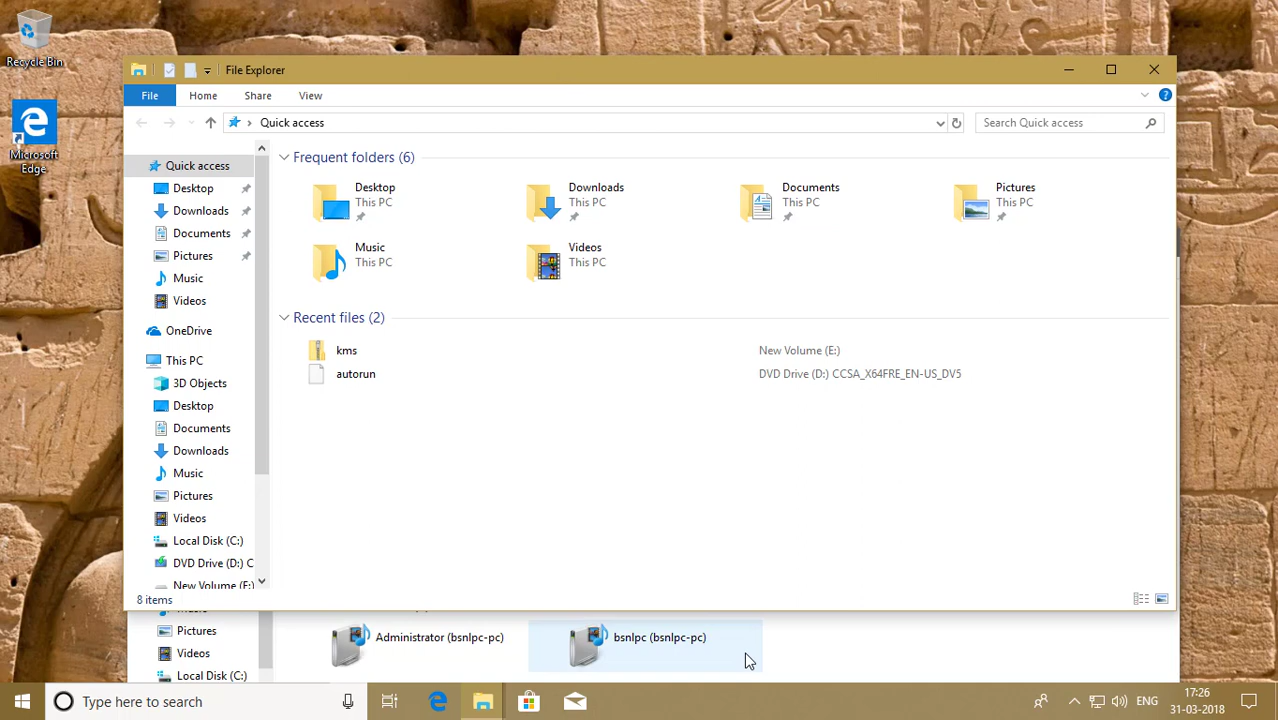 Recycle Bin
Microsoft
Edge
File Explorer
File Home Share View
Quick access
Search Quick access
Quick access
Desktop
Downloads
Documents
Pictures
Music
Videos
OneDrive
This PC
3D Objects
Desktop
Documents
Downloads
Music
Pictures
Videos
Local Disk (C:)
DVD Drive (D:) C
New Volume (E:)
Frequent folders (6)
Desktop
This PC
Downloads
This PC
Documents
This PC
Pictures
This PC
Music
This PC
Videos
This PC
Recent files (2)
kms New Volume (E:)
autorun DVD Drive (D:) CCSA_X64FRE_EN-US_DV5
8 items
Pictures
Videos
Local Disk (C:)
Administrator (bsnlpc-pc)
bsnlpc (bsnlpc-pc)
Type here to search
ENG
17:26
31-03-2018